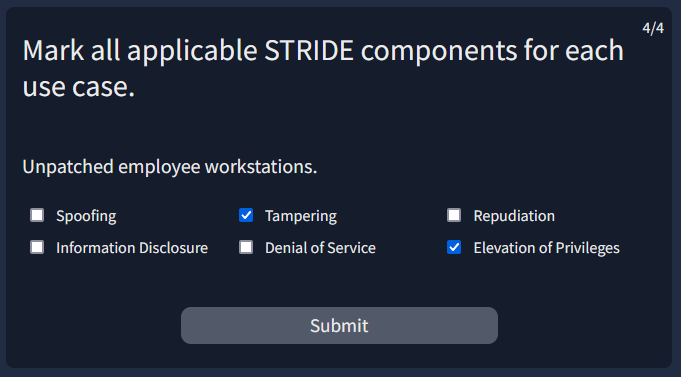 4/4
Mark all applicable STRIDE components for each
use case.
Unpatched employee workstations.
Spoofing Tampering Repudiation
Information Disclosure Denial of Service Elevation of Privileges
Submit